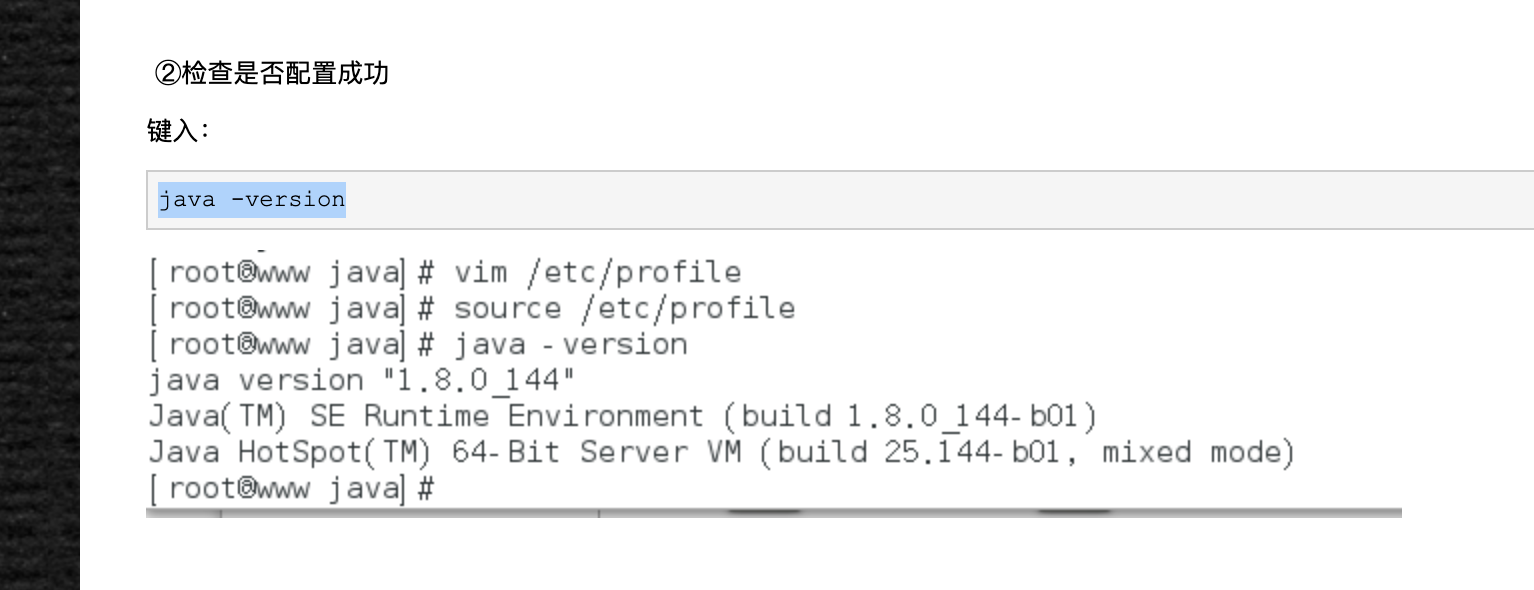 ②检查是否配置成功
键入：
java -version
[root@www java]# vim /etc/profile
[root@www java]# source /etc/profile
[root@www java]# java -version
java version "1.8.0_144"
Java(TM) SE Runtime Environment (build 1.8.0_144-b01)
Java HotSpot(TM) 64-Bit Server VM (build 25.144-b01, mixed mode)
[root@www java]#